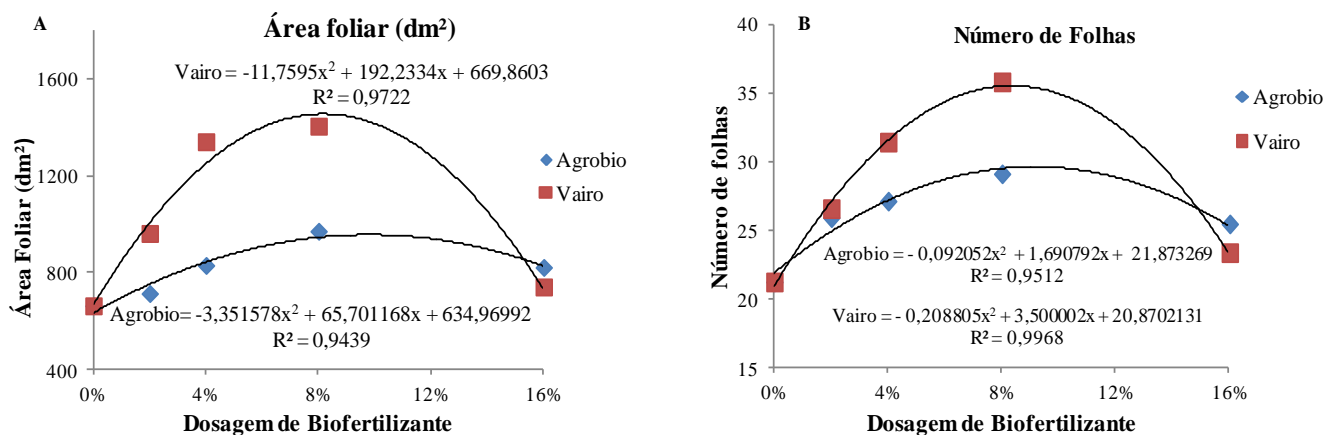 A
Área foliar (dm²)
Vairo = -11,7595x² + 192,2334x + 669,8603
R² = 0,9722
1600
1200
800
400
Área Foliar (dm²)
Agrobio
Vairo
Agrobio= -3,351578x² + 65,701168x + 634,96992
R² = 0,9439
0% 4% 8% 12% 16%
Dosagem de Biofertilizante
B
Número de Folhas
40
35
30
25
20
15
Número de folhas
Agrobio
Vairo
Agrobio = - 0,092052x² + 1,690792x + 21,873269
R² = 0,9512
Vairo = - 0,208805x² + 3,500002x + 20,8702131
R² = 0,9968
0% 4% 8% 12% 16%
Dosagem de Biofertilizante